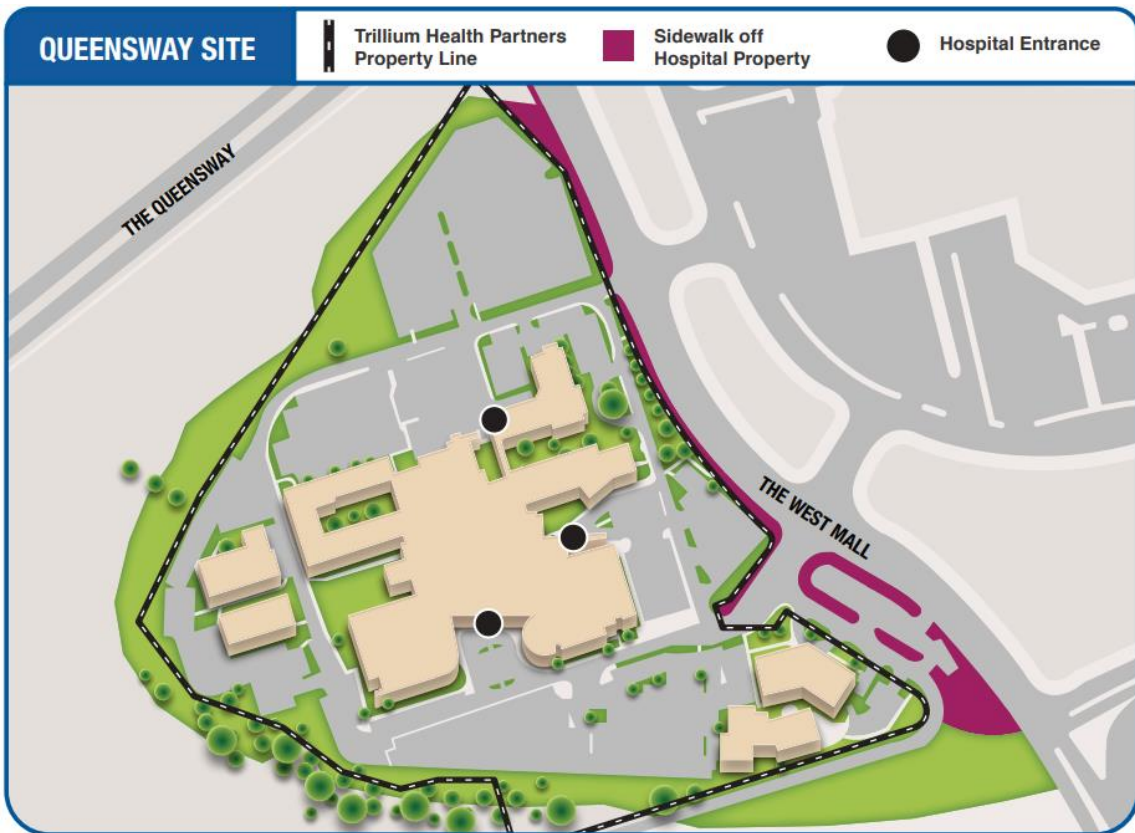 QUEENSWAY SITE
Trillium Health Partners
Property Line
Sidewalk off
Hospital Property
Hospital Entrance
THE QUEENSWAY
THE WEST MALL